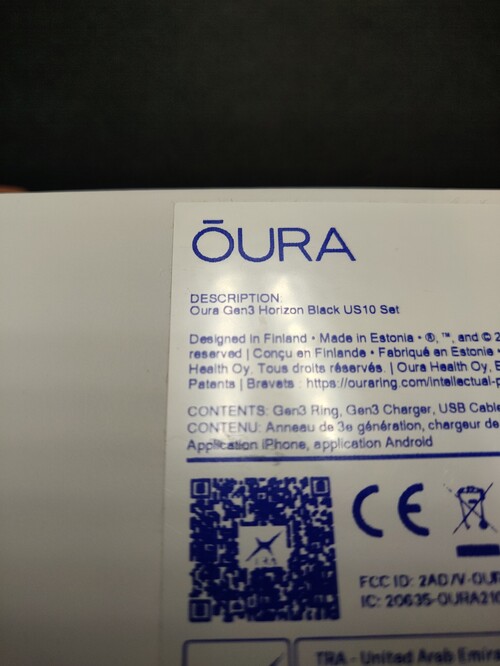 ŌURA
DESCRIPTION:
Oura Gen3 Horizon Black US10 Set
Designed in Finland • Made in Estonia • ®, ™, and © 2
reserved | Conçu en Finlande • Fabriqué en Estonie •
Health Oy. Tous droits réservés. | Oura Health Oy, E
Patents | Brevets : https://ouraring.com/intellectual-p
CONTENTS: Gen3 Ring, Gen3 Charger, USB Cable
CONTENU: Anneau de 3e génération, chargeur de
Application iPhone, application Android
CE
FCC ID:
IC: 20635-OURA210
TRA - United Arab Emira